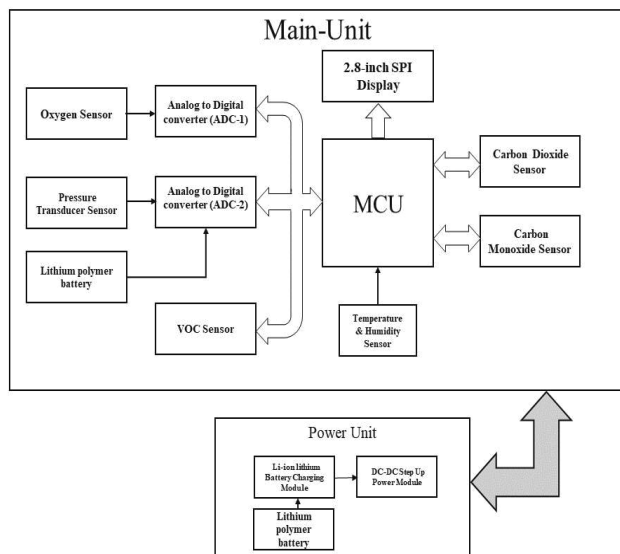 Main-Unit
2.8-inch SPI
Display
Oxygen Sensor
Analog to Digital
converter (ADC-1)
Carbon Dioxide
Sensor
Pressure
Transducer Sensor
Analog to Digital
converter (ADC-2)
MCU
Carbon
Monoxide Sensor
Lithium polymer
battery
VOC Sensor
Temperature
& Humidity
Sensor
Power Unit
Li-ion lithium
Battery Charging
Module
DC-DC Step Up
Power Module
Lithium
polymer
battery